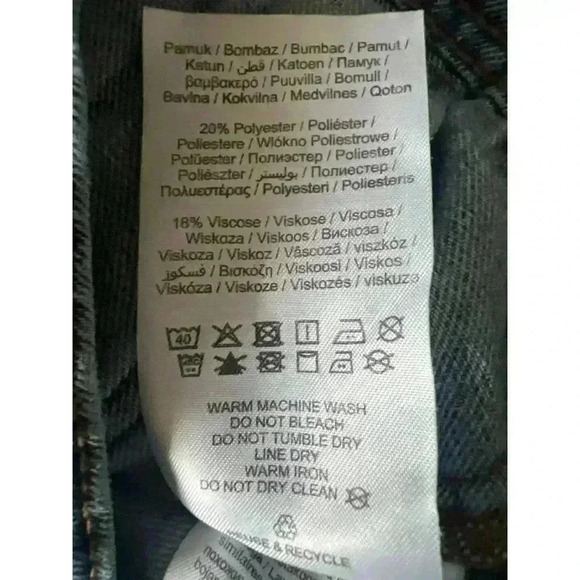 Pamuk / Bombaz / Bumbac / Pamut /
Katun / قطن / Katoen / Памук /
βαμβακερό / Puuvilla / Bomull /
Bavlna / Kokvilna / Medvilnes / Qoton
20% Polyester / Poliéster /
Poliestere / Włókno Poliestrowe /
Polüester / Полиэстер / Poliester /
Poliészter / بوليستر / Полиестер /
Πολυεστέρας / Polyesteri / Poliesteris
18% Viscose / Viskose / Viscosa /
Wiskoza / Viskoos / Вискоза /
Viskoza / Viskoz / Vâscoză / viszkóz /
فسكوز / Βισκόζη / Viskoosi / Viskos /
Viskóza / Viskoze / Viskozės / viskuza
40
WARM MACHINE WASH
DO NOT BLEACH
DO NOT TUMBLE DRY
LINE DRY
WARM IRON
DO NOT DRY CLEAN
& RECYCLE